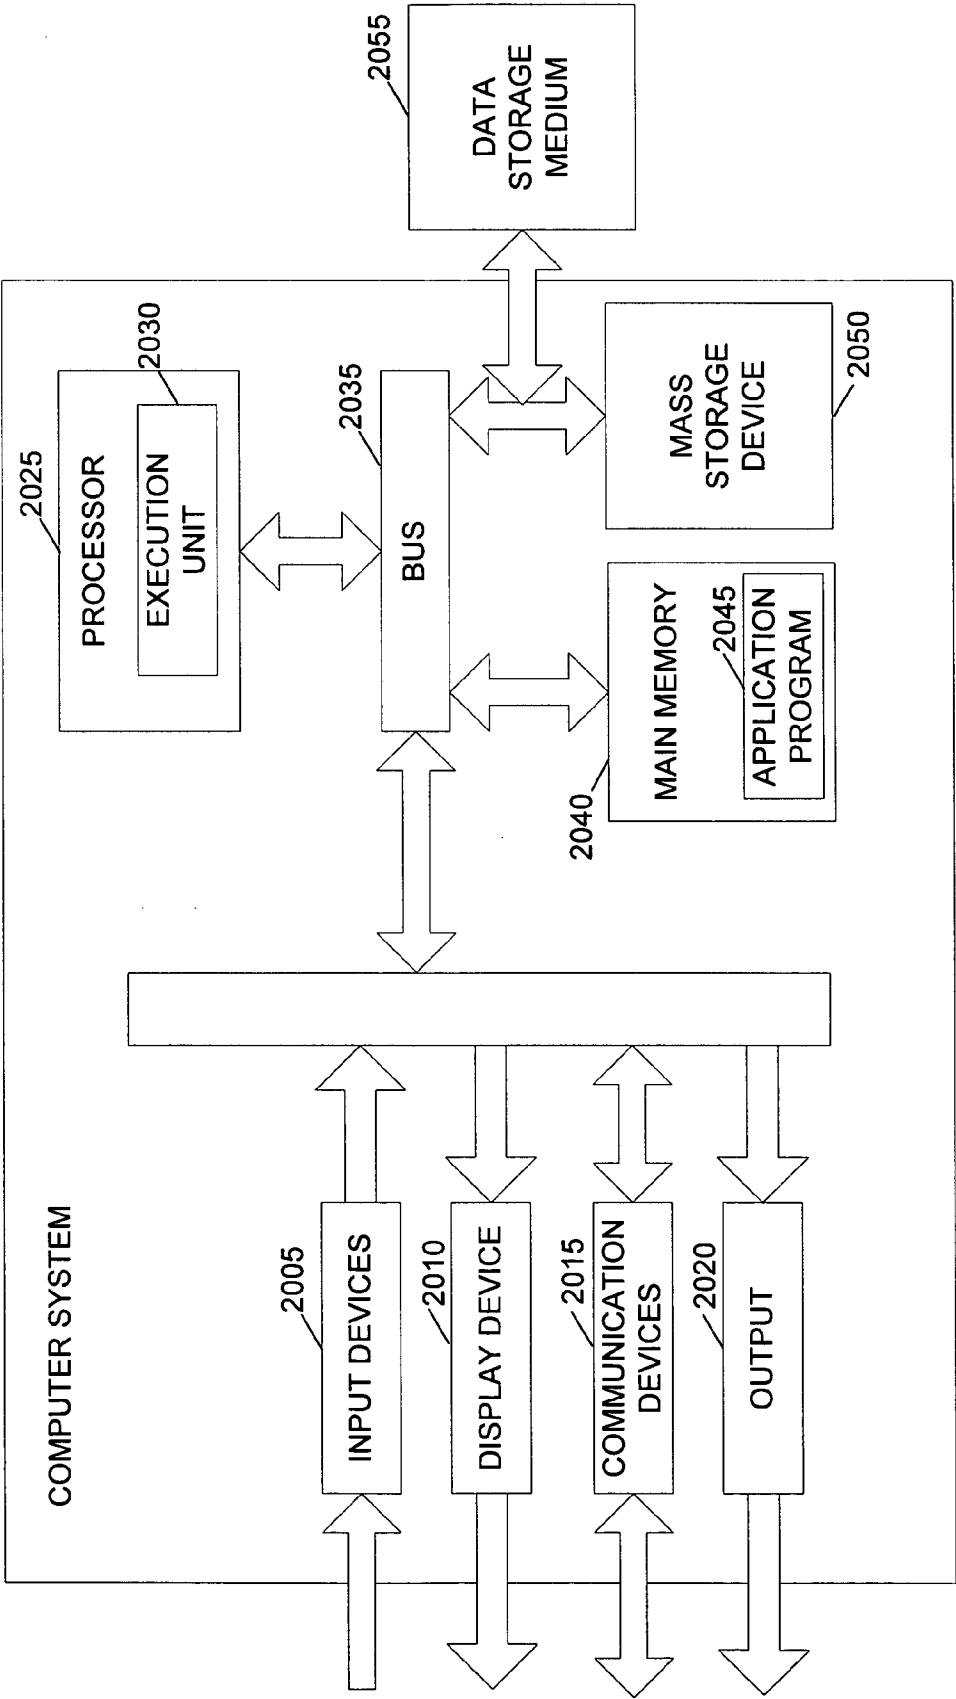 COMPUTER SYSTEM
2005
INPUT DEVICES
2010
DISPLAY DEVICE
2015
COMMUNICATION
DEVICES
2020
OUTPUT
2025
PROCESSOR
2030
EXECUTION
UNIT
2035
BUS
2040
MAIN MEMORY
2045
APPLICATION
PROGRAM
MASS
STORAGE
DEVICE
2050
2055
DATA
STORAGE
MEDIUM